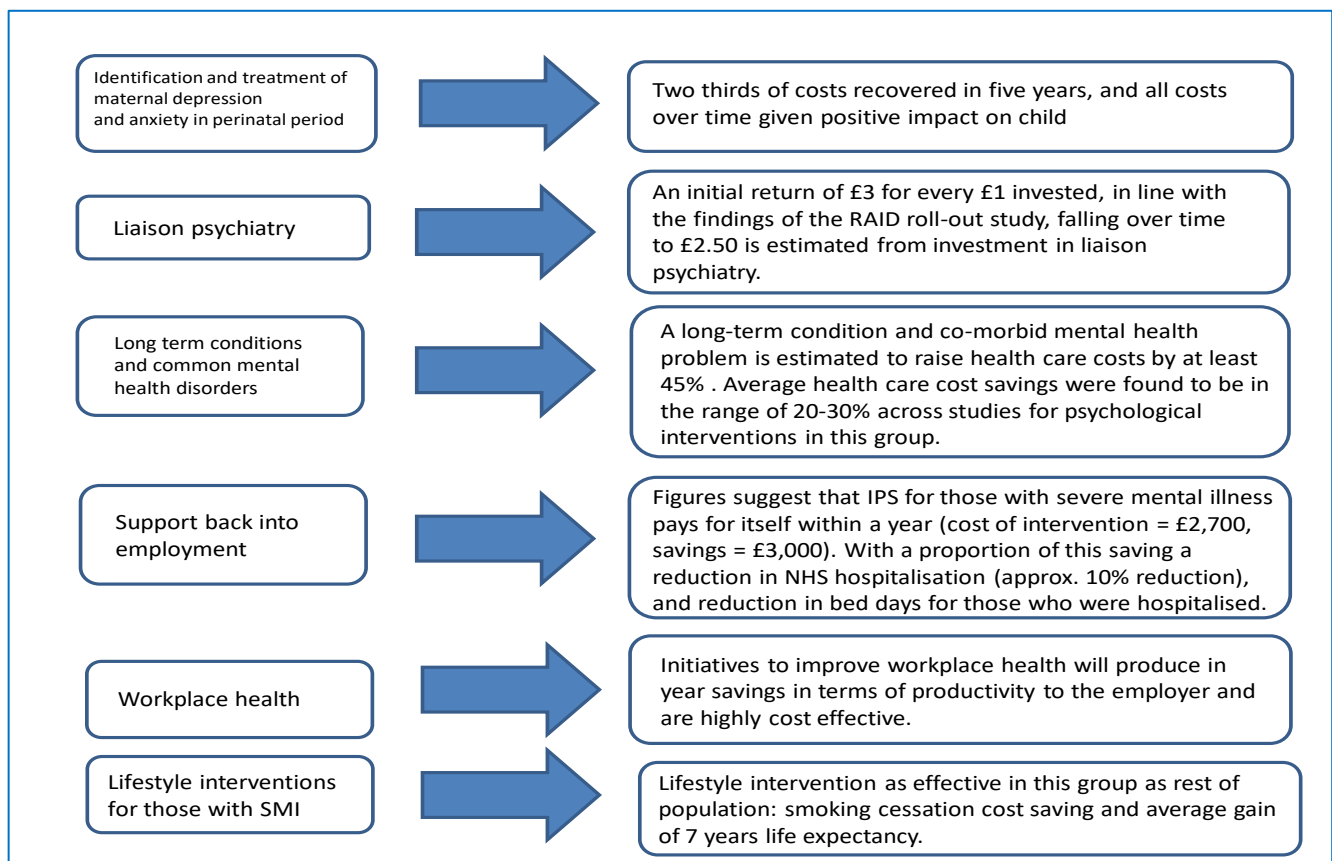 Identification and treatment of
maternal depression
and anxiety in perinatal period
Two thirds of costs recovered in five years, and all costs
over time given positive impact on child
Liaison psychiatry
An initial return of £3 for every £1 invested, in line with
the findings of the RAID roll-out study, falling over time
to £2.50 is estimated from investment in liaison
psychiatry.
Long term conditions
and common mental
health disorders
A long-term condition and co-morbid mental health
problem is estimated to raise health care costs by at least
45% . Average health care cost savings were found to be in
the range of 20-30% across studies for psychological
interventions in this group.
Support back into
employment
Figures suggest that IPS for those with severe mental illness
pays for itself within a year (cost of intervention = £2,700,
savings = £3,000). With a proportion of this saving a
reduction in NHS hospitalisation (approx. 10% reduction),
and reduction in bed days for those who were hospitalised.
Workplace health
Initiatives to improve workplace health will produce in
year savings in terms of productivity to the employer and
are highly cost effective.
Lifestyle interventions
for those with SMI
Lifestyle intervention as effective in this group as rest of
population: smoking cessation cost saving and average gain
of 7 years life expectancy.